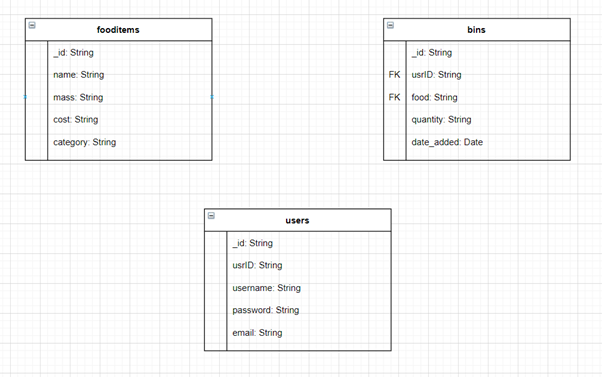 fooditems
_id: String
name: String
mass: String
cost: String
category: String
bins
_id: String
FK usrID: String
FK food: String
quantity: String
date_added: Date
users
_id: String
usrID: String
username: String
password: String
email: String